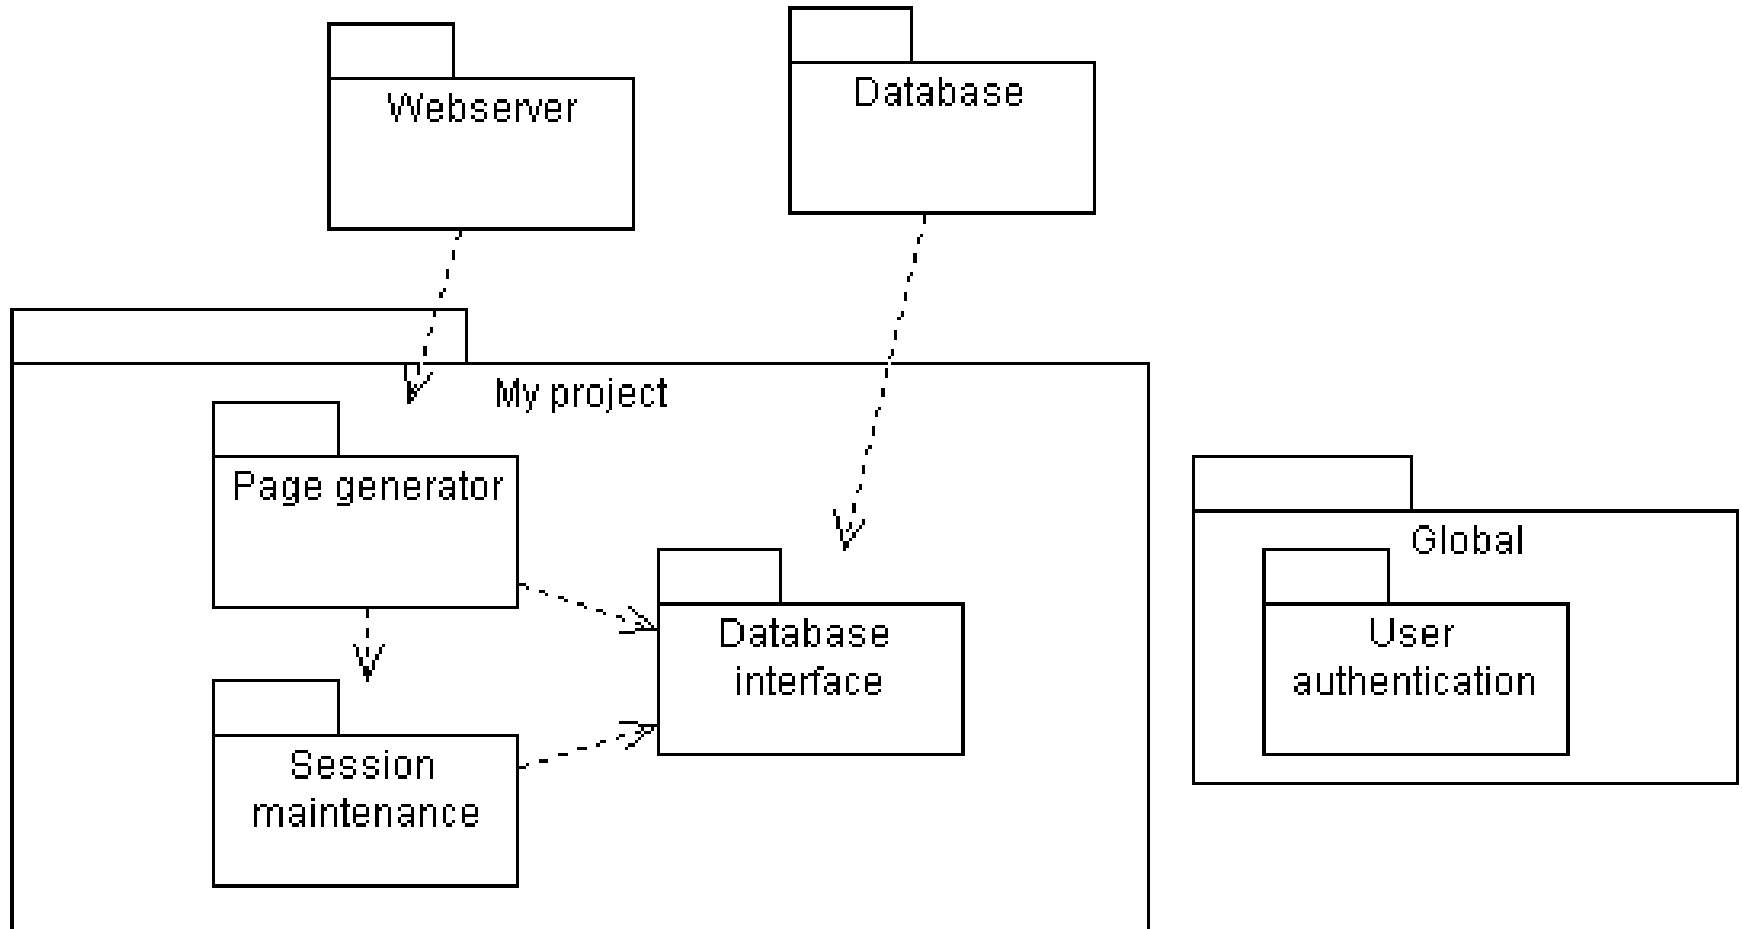 Webserver
Database
My project
Page generator
Global
Database
interface
User
authentication
Session
maintenance